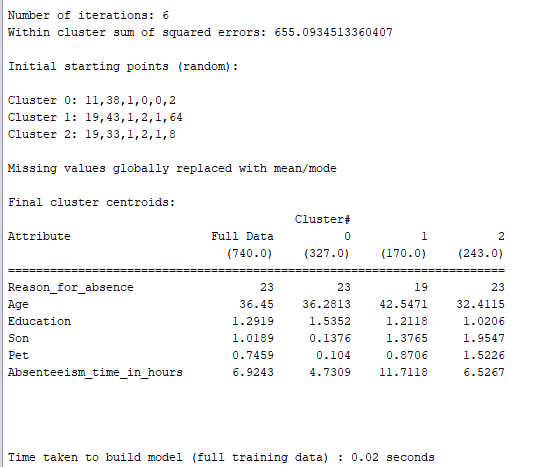 Number of iterations: 6
Within cluster sum of squared errors: 655.0934513360407
Initial starting points (random):
Cluster 0: 11,38,1,0,0,2
Cluster 1: 19,43,1,2,1,64
Cluster 2: 19,33,1,2,1,8
Missing values globally replaced with mean/mode
Final cluster centroids:
Cluster#
Attribute Full Data 0 1 2
(740.0) (327.0) (170.0) (243.0)
==========================================================================
Reason_for_absence 23 23 19 23
Age 36.45 36.2813 42.5471 32.4115
Education 1.2919 1.5352 1.2118 1.0206
Son 1.0189 0.1376 1.3765 1.9547
Pet 0.7459 0.104 0.8706 1.5226
Absenteeism_time_in_hours 6.9243 4.7309 11.7118 6.5267
Time taken to build model (full training data) : 0.02 seconds